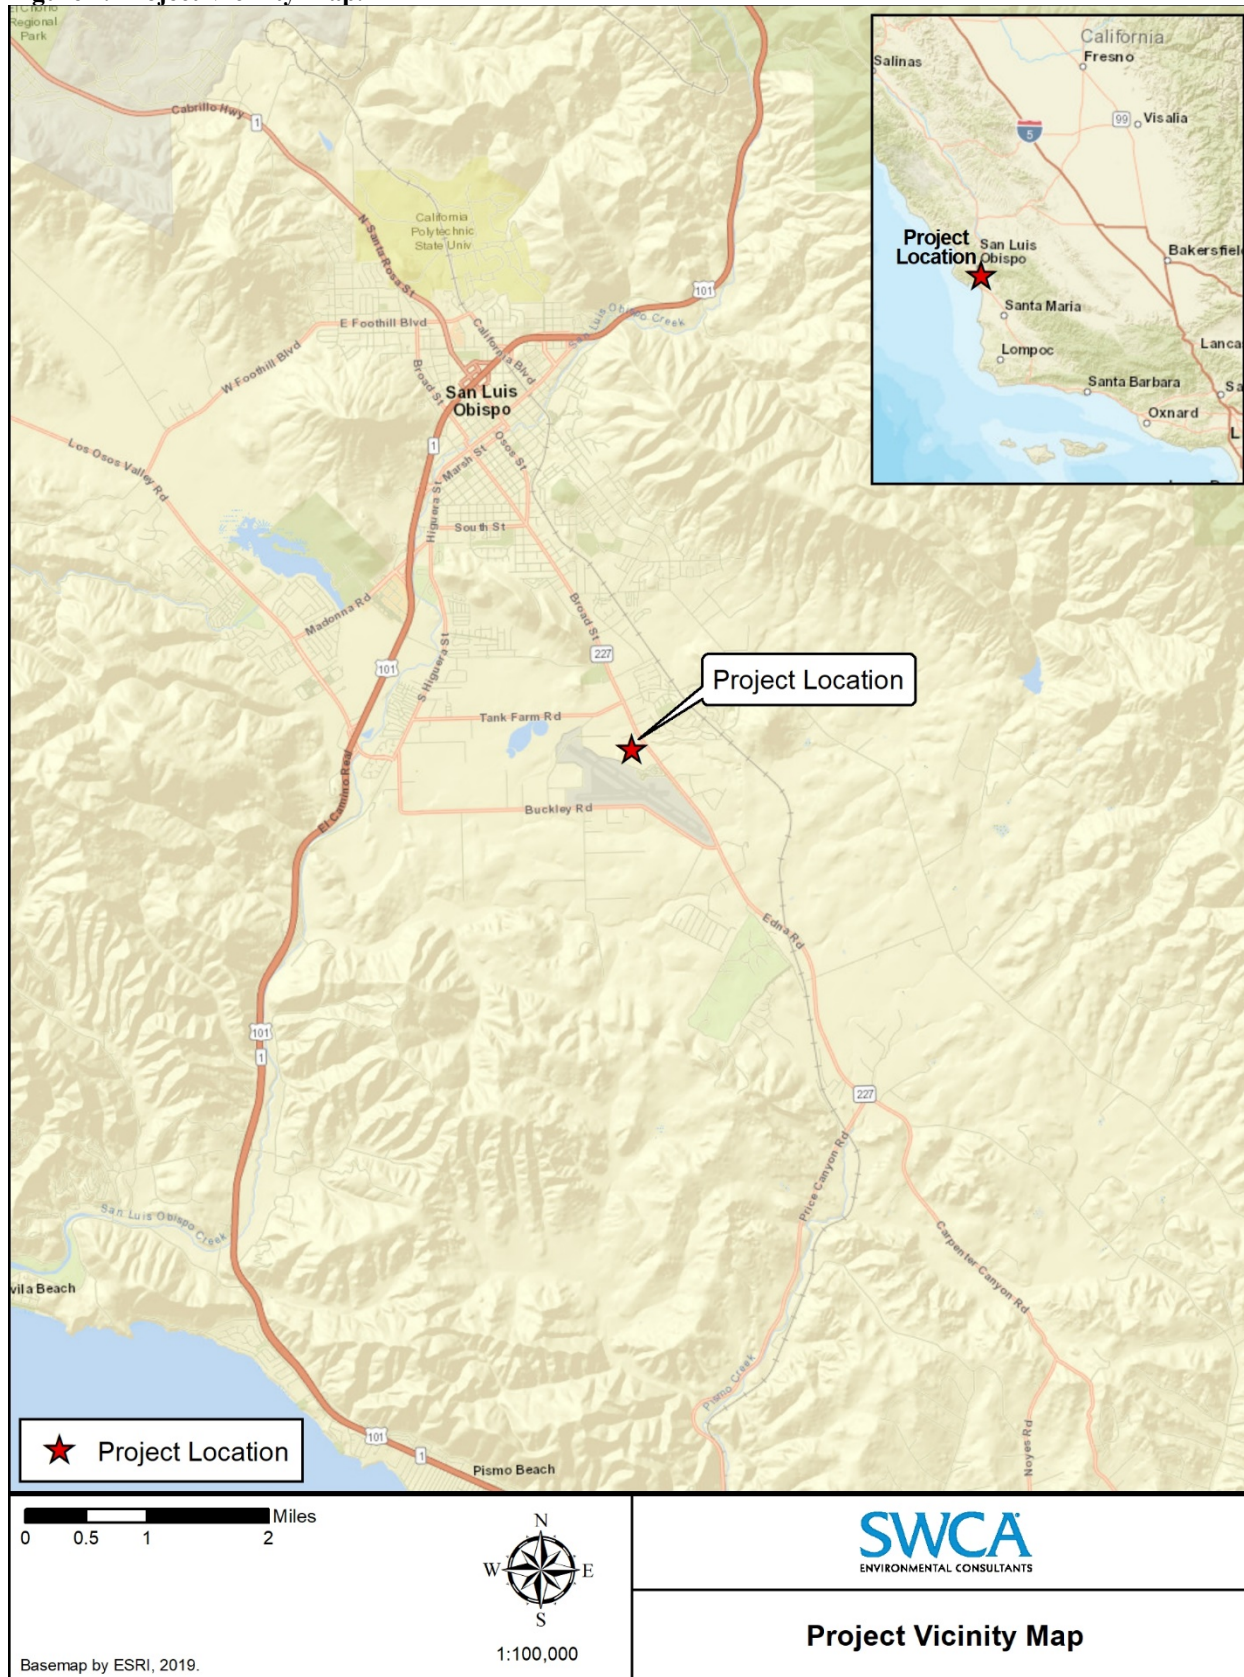 El Chorro
Regional
Park
Cabrillo Hwy
1
N Santa Rosa St
California
Polytechnic
State Univ
101
San Luis Obispo Creek
E Foothill Blvd
W Foothill Blvd
California Blvd
Broad St
San Luis
Obispo
1
Los Osos Valley Rd
Marsh St
Osos St
Higuera St
South St
Madonna Rd
Broad St
227
101
S Higuera St
Project Location
Tank Farm Rd
El Camino Real
Buckley Rd
Edna Rd
101
1
227
Price Canyon Rd
San Luis Obispo Creek
Carpenter Canyon Rd
vila Beach
Pismo Creek
Noyes Rd
101
1
Pismo Beach
California
Salinas
Fresno
99
Visalia
5
Project
Location
San Luis
Obispo
Bakersfiel
Santa Maria
Lompoc
Lanca
Santa Barbara
Sa
Oxnard
L
Project Location
Miles
0 0.5 1 2
N
W E
S
1:100,000
Basemap by ESRI, 2019.
SWCA
ENVIRONMENTAL CONSULTANTS
Project Vicinity Map